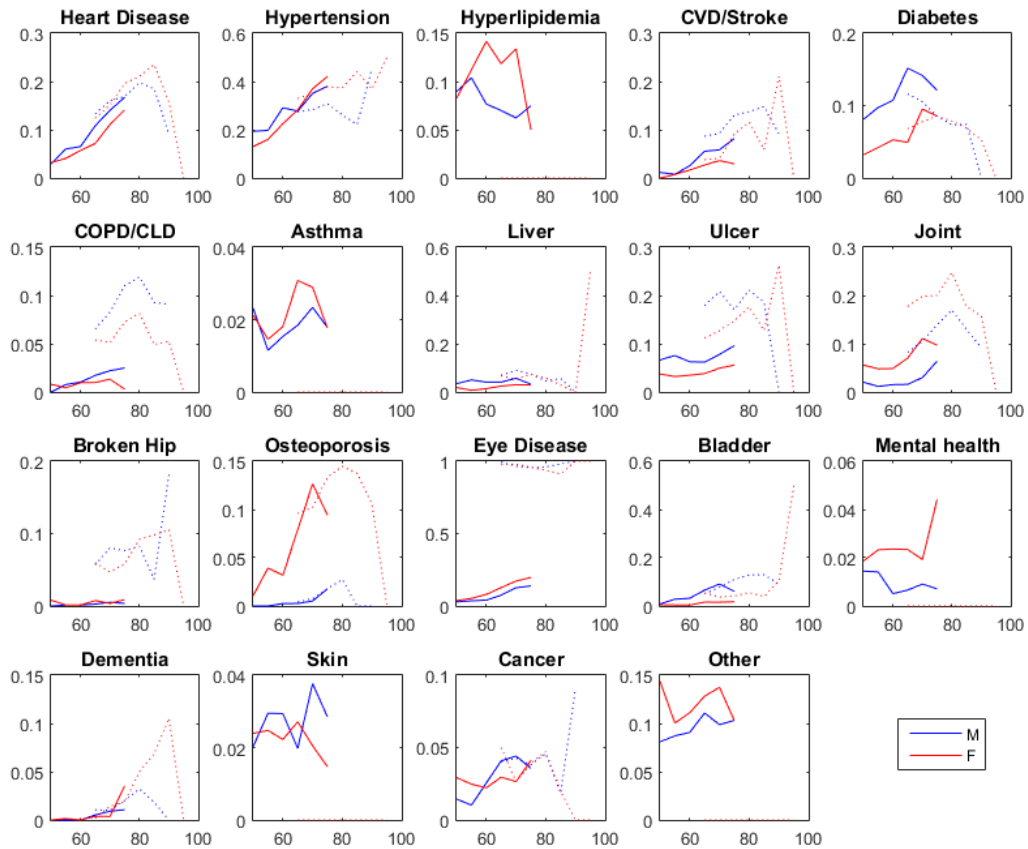 Heart Disease Hypertension Hyperlipidemia CVD/Stroke Diabetes
0.3 0.6 0.15 0.3 0.2
0.2 0.4 0.1 0.2
0.1 0.2 0.05 0.1 0.1
0 0 0 0 0
60 80 100 60 80 100 60 80 100 60 80 100 60 80 100
COPD/CLD Asthma Liver Ulcer Joint
0.15 0.04 0.6 0.3 0.3
0.1 0.02 0.4 0.2 0.2
0.05 0.2 0.1 0.1
0 0 0 0 0
60 80 100 60 80 100 60 80 100 60 80 100 60 80 100
Broken Hip Osteoporosis Eye Disease Bladder Mental health
0.2 0.15 1 0.6 0.06
0.1 0.1 0.5 0.4 0.04
0.05 0.2 0.02
0 0 0 0 0
60 80 100 60 80 100 60 80 100 60 80 100 60 80 100
Dementia Skin Cancer Other
0.15 0.04 0.1 0.15
0.1 0.02 0.05 0.1
0.05 0.05
0 0 0 0
60 80 100 60 80 100 60 80 100 60 80 100
M
F